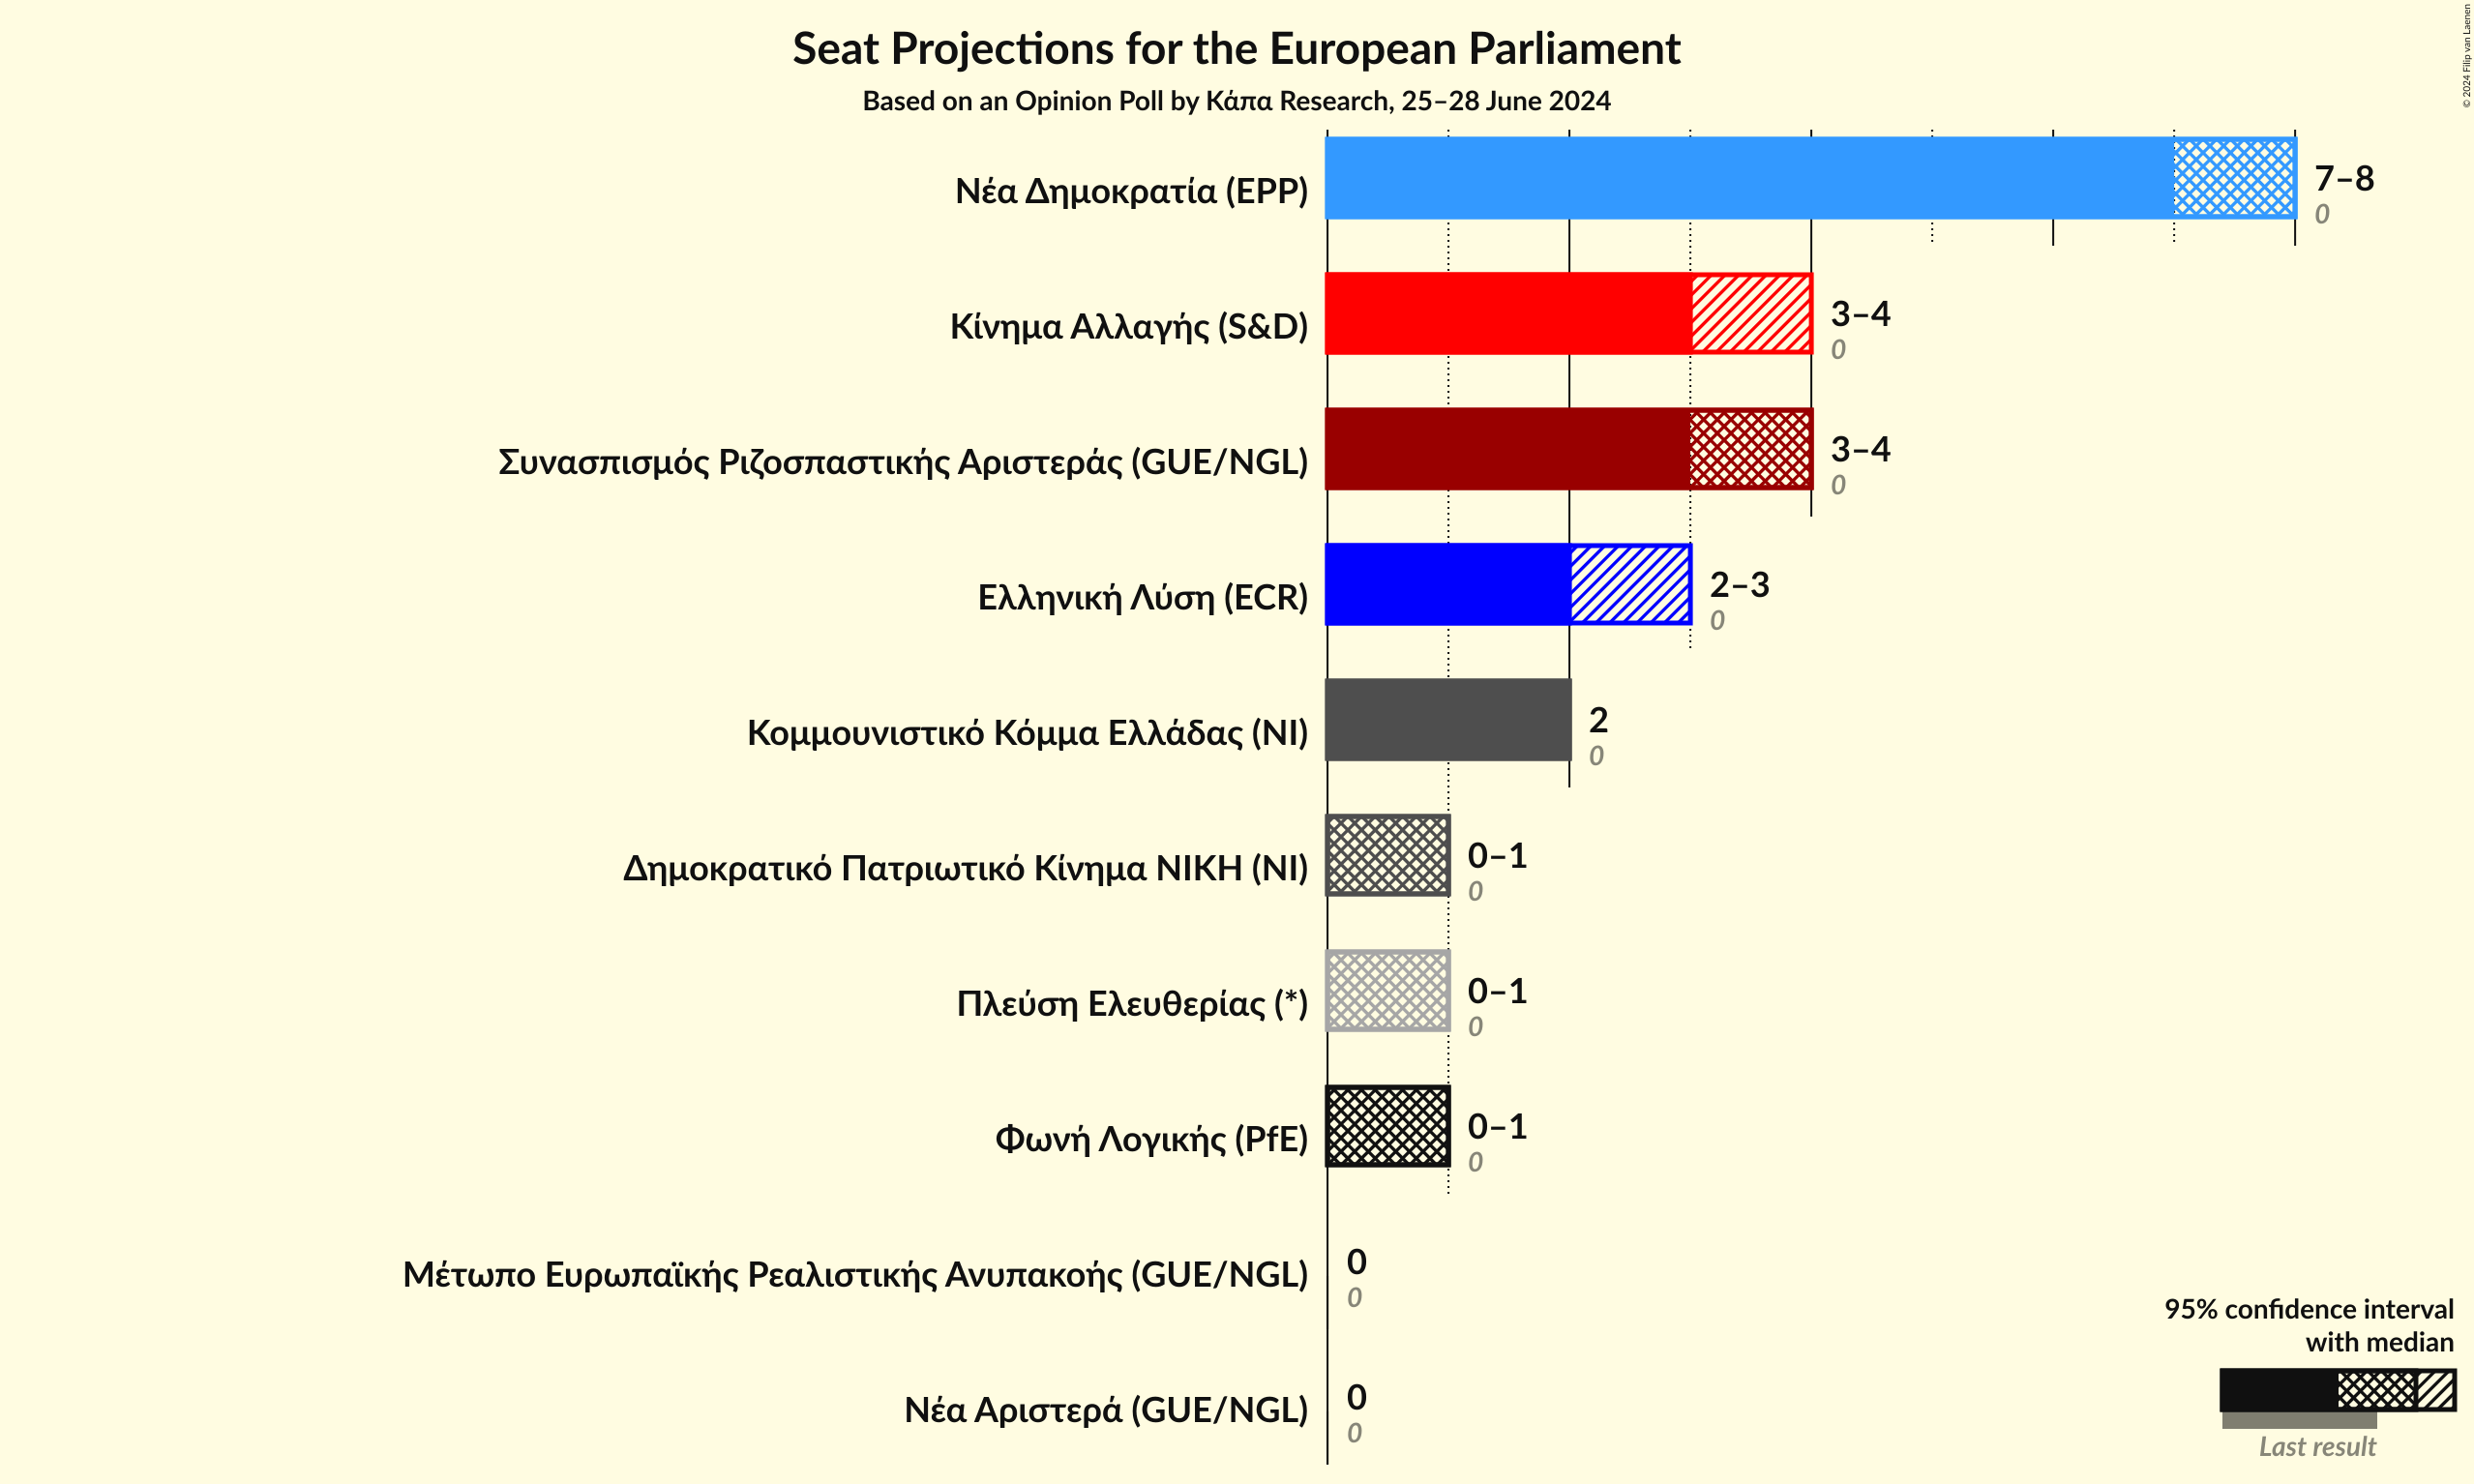 Seat Projections for the European Parliament
Based on an Opinion Poll by Κάπα Research, 25–28 June 2024
© 2024 Filip van Laenen
Νέα Δημοκρατία (EPP)
7–8
0
Κίνημα Αλλαγής (S&D)
3–4
0
Συνασπισμός Ριζοσπαστικής Αριστεράς (GUE/NGL)
3–4
0
Ελληνική Λύση (ECR)
2–3
0
Κομμουνιστικό Κόμμα Ελλάδας (NI)
2
0
Δημοκρατικό Πατριωτικό Κίνημα ΝΙΚΗ (NI)
0–1
0
Πλεύση Ελευθερίας (*)
0–1
0
Φωνή Λογικής (PfE)
0–1
0
Μέτωπο Ευρωπαϊκής Ρεαλιστικής Ανυπακοής (GUE/NGL)
0
0
Νέα Αριστερά (GUE/NGL)
0
0
95% confidence interval
with median
Last result